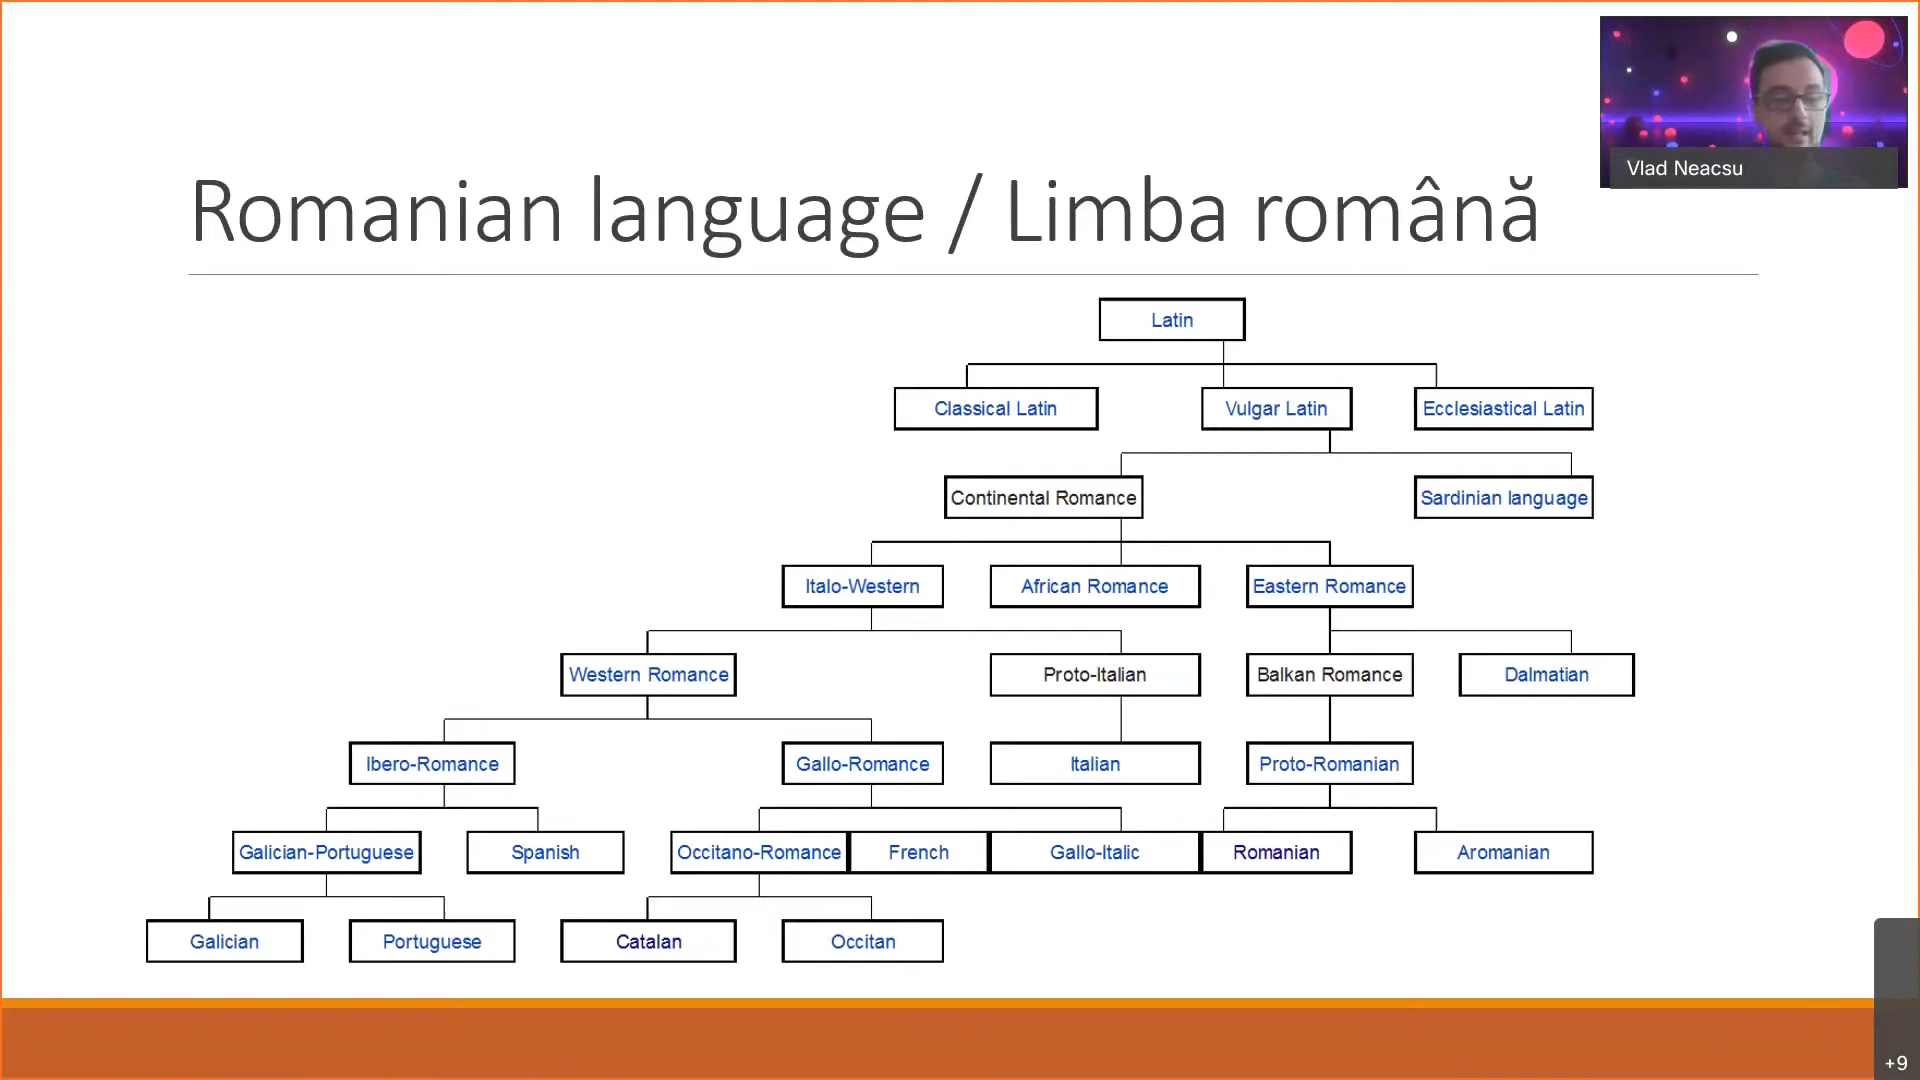 Vlad Neacsu
Romanian language / Limba română
Latin
Classical Latin
Vulgar Latin
Ecclesiastical Latin
Continental Romance
Sardinian language
Italo-Western
African Romance
Eastern Romance
Western Romance
Proto-Italian
Balkan Romance
Dalmatian
Ibero-Romance
Gallo-Romance
Italian
Proto-Romanian
Galician-Portuguese
Spanish
Occitano-Romance
French
Gallo-Italic
Romanian
Aromanian
Galician
Portuguese
Catalan
Occitan
+9